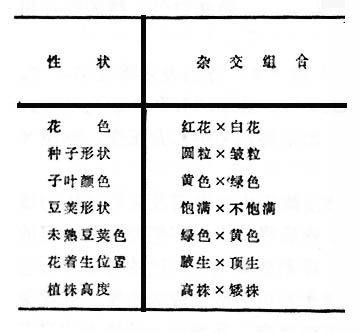 性状 杂交组合
花色 红花×白花
种子形状 圆粒×皱粒
子叶颜色 黄色×绿色
豆荚形状 饱满×不饱满
未熟豆荚色 绿色×黄色
花着生位置 腋生×顶生
植株高度 高株×矮株